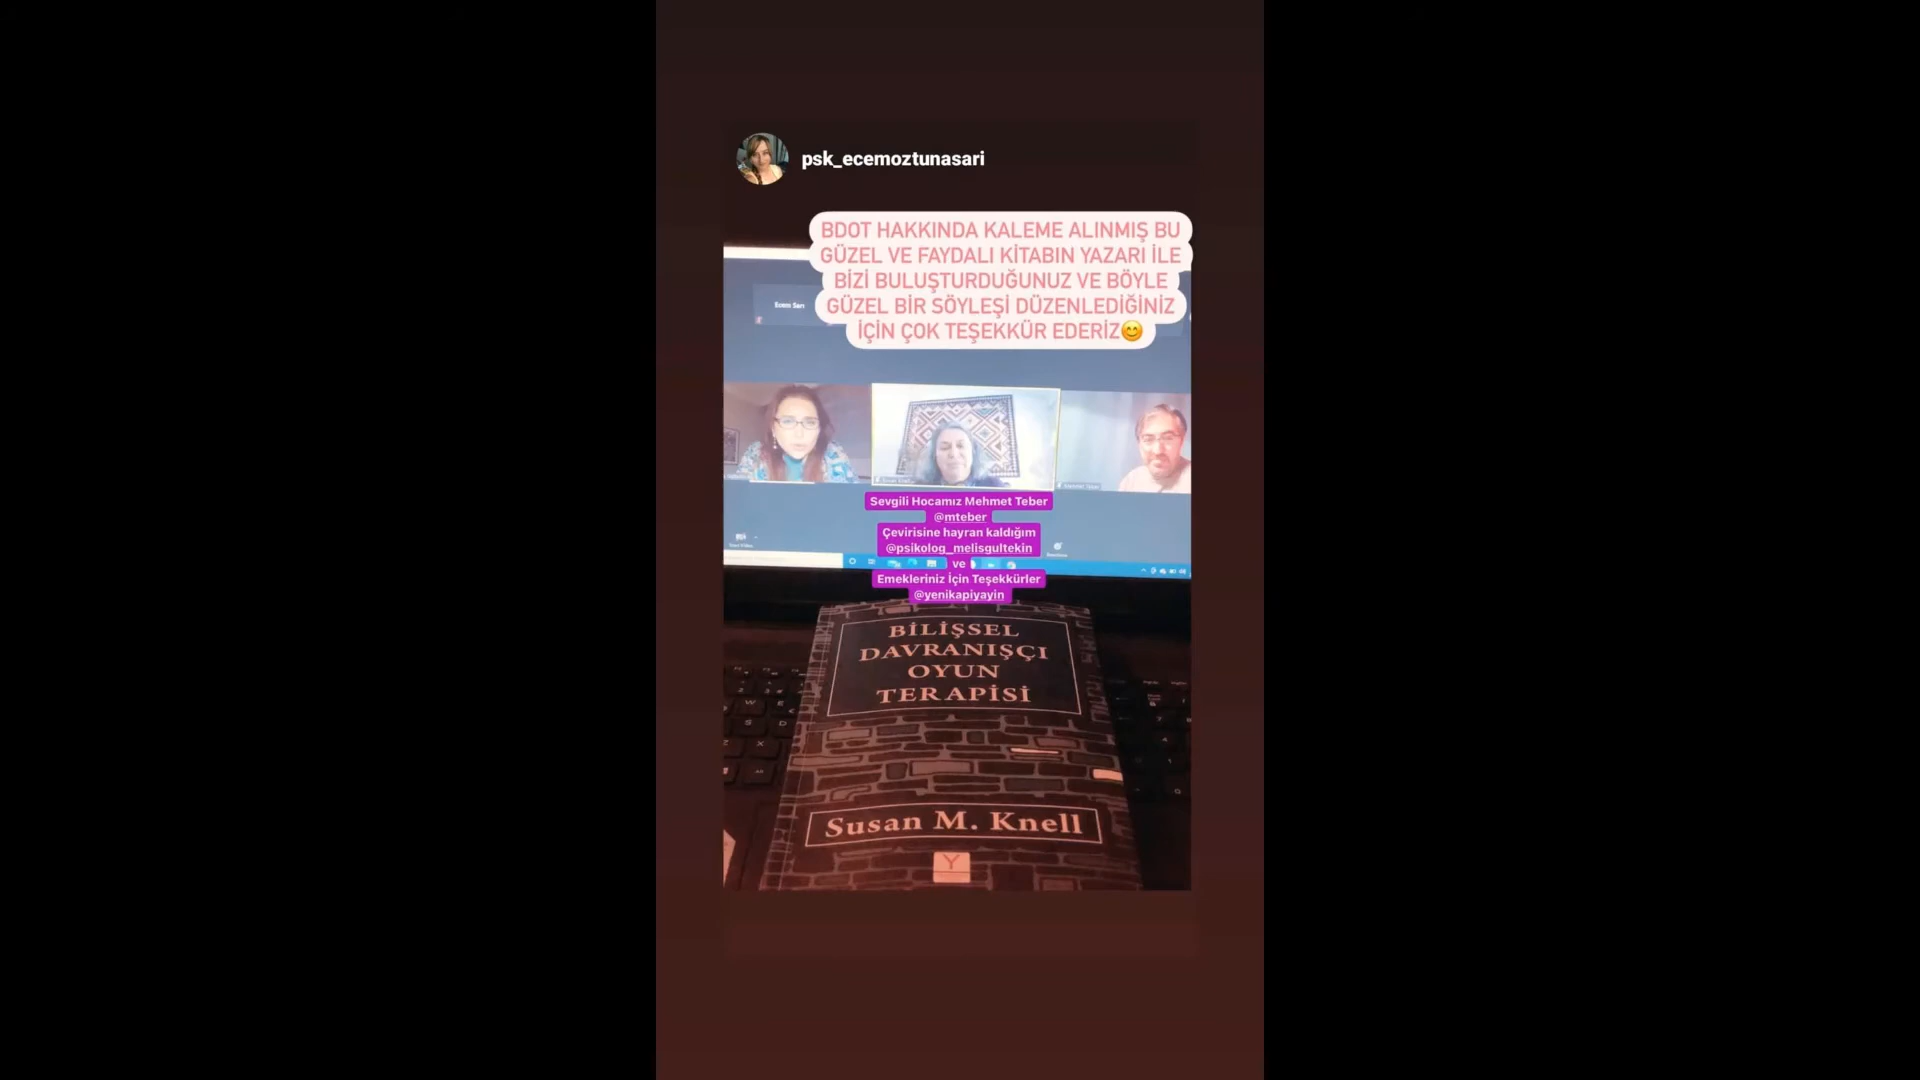 psk_ecemoztunasari
BDOT HAKKINDA KALEME ALINMIŞ BU
GÜZEL VE FAYDALI KİTABIN YAZARI İLE
BİZİ BULUŞTURDUĞUNUZ VE BÖYLE
GÜZEL BİR SÖYLEŞİ DÜZENLEDİĞİNİZ
İÇİN ÇOK TEŞEKKÜR EDERİZ😊
Ecem Sarı
Sevgili Hocamız Mehmet Teber
@mteber
Çevirisine hayran kaldığım
@psikolog_melisgultekin
ve
Emekleriniz İçin Teşekkürler
@yenikapiyayin
BİLİŞSEL
DAVRANIŞÇI
OYUN
TERAPİSİ
Susan M. Knell
Y